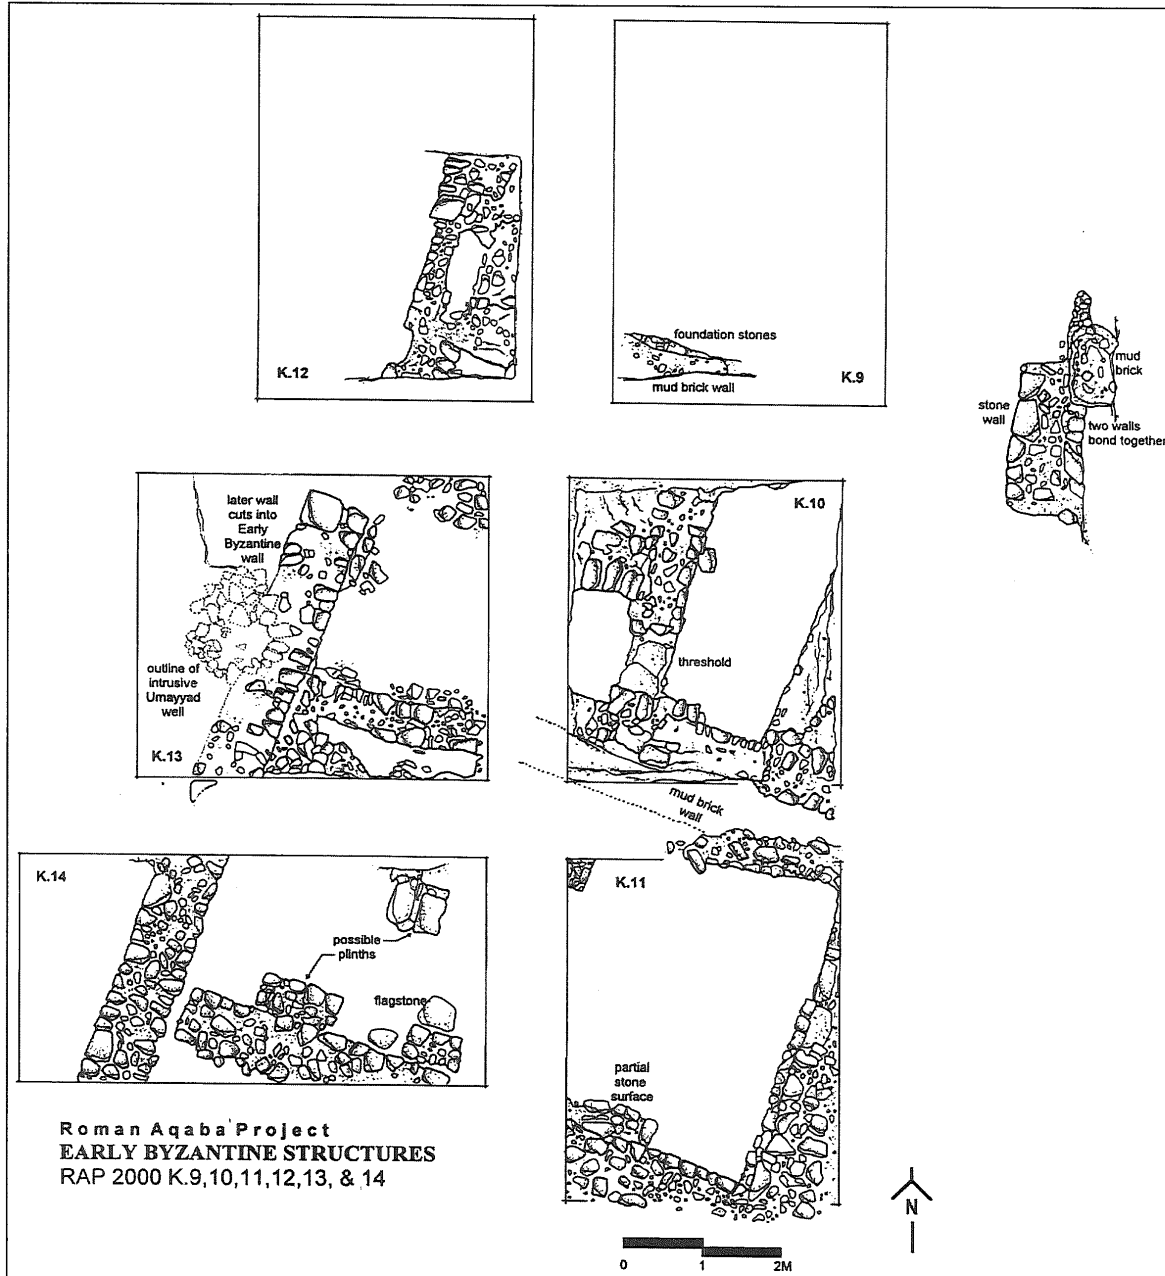 K.12
foundation stones
mud brick wall
K.9
mud
brick
stone
wall
two walls
bond together
later wall
cuts into
Early
Byzantine
wall
outline of
intrusive
Umayyad
well
K.13
K.10
threshold
mud brick
wall
K.14
possible
plinths
flagstone
K.11
partial
stone
surface
Roman Aqaba Project
EARLY BYZANTINE STRUCTURES
RAP 2000 K.9,10,11,12,13, & 14
N
0 1 2M